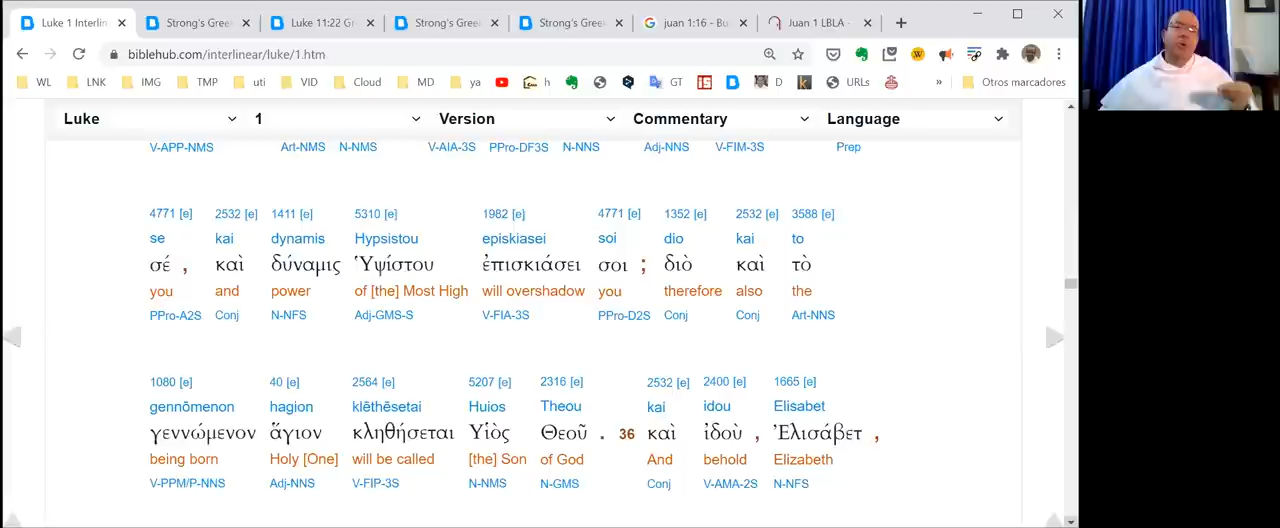 Luke 1 Interlin Strong's Gree Luke 11:22 Gr Strong's Gree Strong's Gree juan 1:16 - Bu Juan 1 LBLA -
biblehub.com/interlinear/luke/1.htm
WL LNK IMG TMP uti VID Cloud MD ya h GT D URLs » Otros marcadores
Luke 1 Version Commentary Language
V-APP-NMS Art-NMS N-NMS V-AIA-3S PPro-DF3S N-NNS Adj-NNS V-FIM-3S Prep
4771 [e] 2532 [e] 1411 [e] 5310 [e] 1982 [e] 4771 [e] 1352 [e] 2532 [e] 3588 [e]
se kai dynamis Hypsistou episkiasei soi dio kai to
σέ , καὶ δύναμις Ὑψίστου ἐπισκιάσει σοι ; διὸ καὶ τὸ
you and power of [the] Most High will overshadow you therefore also the
PPro-A2S Conj N-NFS Adj-GMS-S V-FIA-3S PPro-D2S Conj Conj Art-NNS
1080 [e] 40 [e] 2564 [e] 5207 [e] 2316 [e] 2532 [e] 2400 [e] 1665 [e]
gennōmenon hagion klēthēsetai Huios Theou kai idou Elisabet
γεννώμενον ἅγιον κληθήσεται Υἱὸς Θεοῦ . 36 καὶ ἰδοὺ , Ἐλισάβετ ,
being born Holy [One] will be called [the] Son of God And behold Elizabeth
V-PPM/P-NNS Adj-NNS V-FIP-3S N-NMS N-GMS Conj V-AMA-2S N-NFS